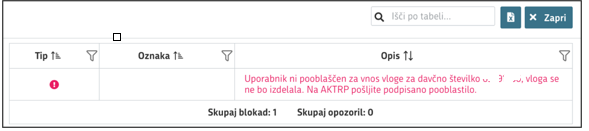 Išči po tabeli...
Zapri
Tip Oznaka Opis
Uporabnik ni pooblaščen za vnos vloge za davčno številko vloga se
ne bo izdelala. Na AKTRP pošljite podpisano pooblastilo.
Skupaj blokad: 1 Skupaj opozoril: 0